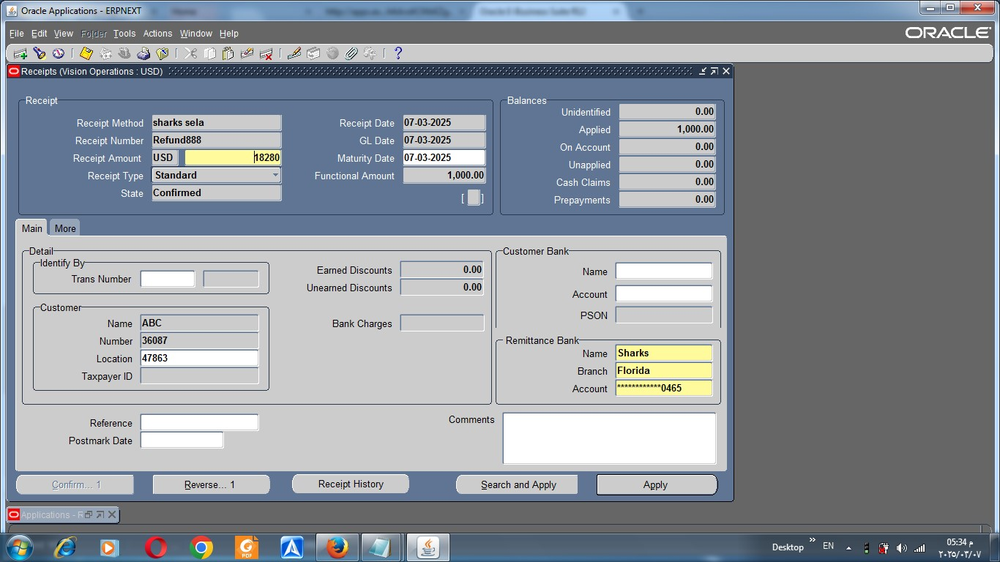 Oracle Applications - ERPNEXT
File Edit View Folder Tools Actions Window Help
ORACLE
Receipts (Vision Operations : USD)
Receipt
Receipt Method sharks sela
Receipt Number Refund888
Receipt Amount USD 18280
Receipt Type Standard
State Confirmed
Receipt Date 07-03-2025
GL Date 07-03-2025
Maturity Date 07-03-2025
Functional Amount 1,000.00
[ ]
Balances
Unidentified 0.00
Applied 1,000.00
On Account 0.00
Unapplied 0.00
Cash Claims 0.00
Prepayments 0.00
Main More
Detail
Identify By
Trans Number
Customer
Name ABC
Number 36087
Location 47863
Taxpayer ID
Earned Discounts 0.00
Unearned Discounts 0.00
Bank Charges
Customer Bank
Name
Account
PSON
Remittance Bank
Name Sharks
Branch Florida
Account ************0465
Reference
Postmark Date
Comments
Confirm... 1 Reverse... 1 Receipt History Search and Apply Apply
Applications - R
PDF
Desktop » EN
05:34 م
٢٠٢٥/٠٣/٠٧